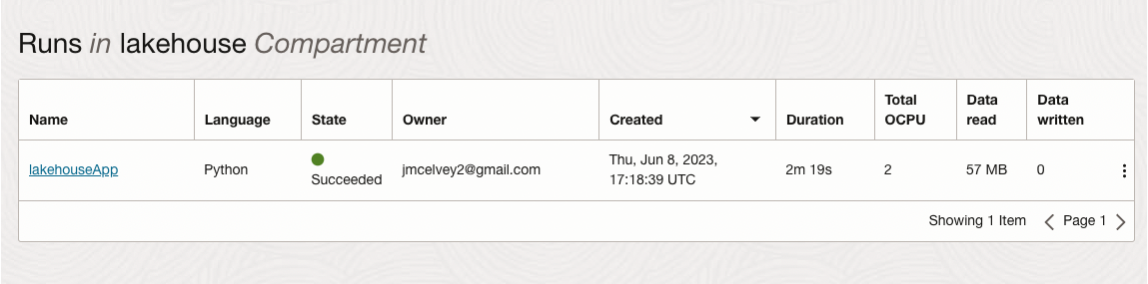 Runs in lakehouse Compartment
Name Language State Owner Created Duration Total OCPU Data read Data written
lakehouseApp Python Succeeded jmcelvey2@gmail.com Thu, Jun 8, 2023, 17:18:39 UTC 2m 19s 2 57 MB 0
Showing 1 Item Page 1